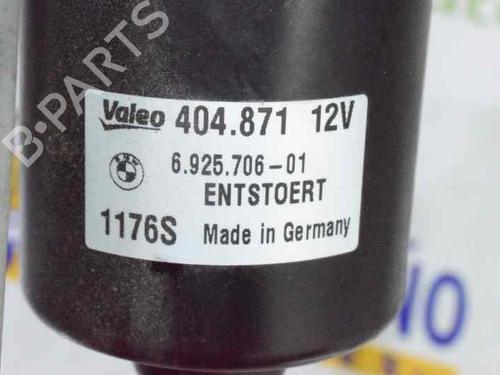 B-PARTS
Valeo 404.871 12V
6.925.706-01
ENTSTOERT
1176S Made in Germany